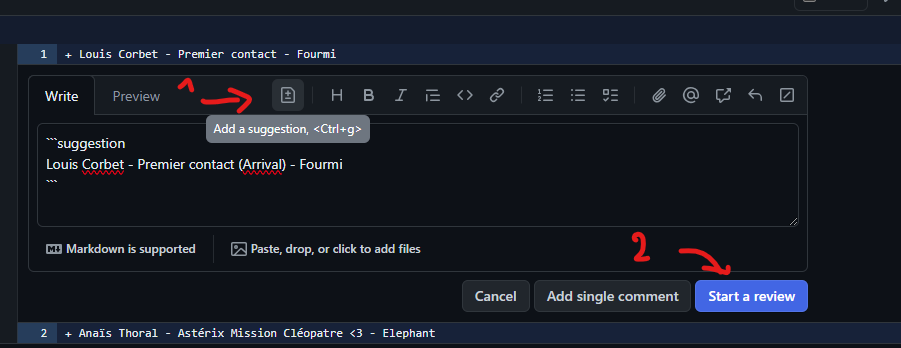 1 + Louis Corbet - Premier contact - Fourmi
Write Preview 1 H B I
Add a suggestion, <Ctrl+g>
```suggestion
Louis Corbet - Premier contact (Arrival) - Fourmi
```
Markdown is supported Paste, drop, or click to add files
2
Cancel Add single comment Start a review
2 + Anaïs Thoral - Astérix Mission Cléopatre <3 - Elephant